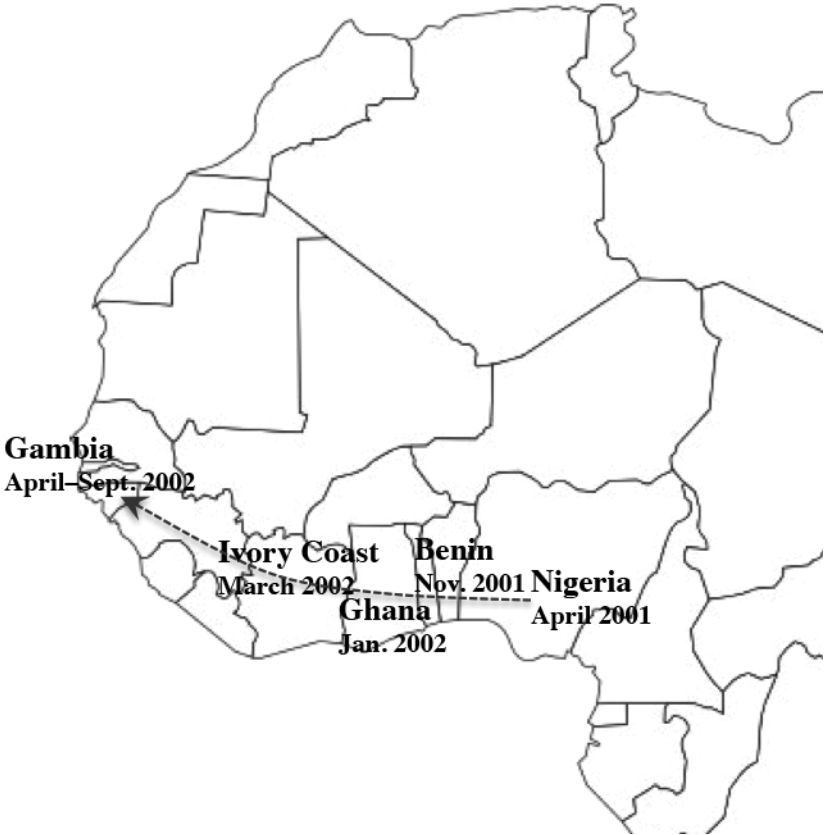 Gambia
April–Sept. 2002
Ivory Coast
March 2002
Benin
Nov. 2001
Nigeria
April 2001
Ghana
Jan. 2002